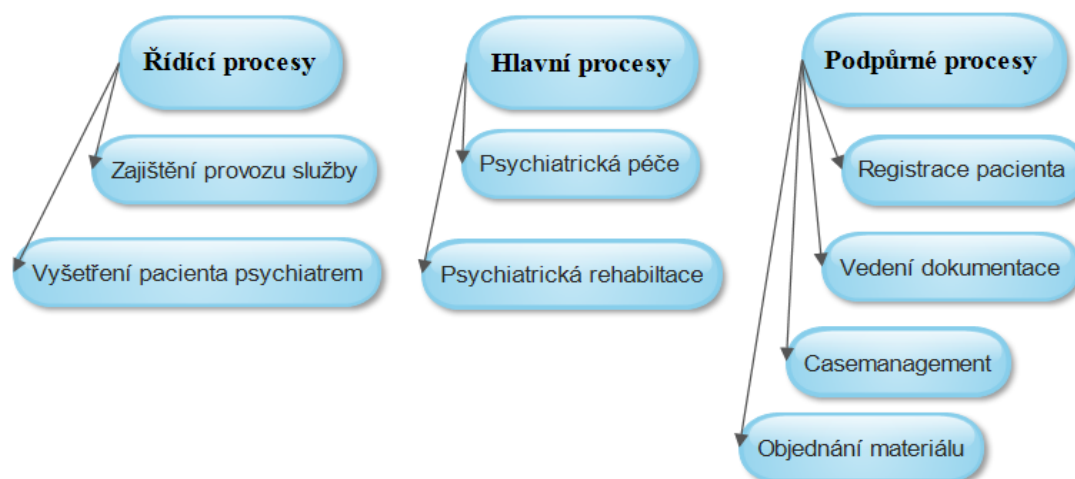 Řídící procesy
Zajištění provozu služby
Vyšetření pacienta psychiatrem
Hlavní procesy
Psychiatrická péče
Psychiatrická rehabiltace
Podpůrné procesy
Registrace pacienta
Vedení dokumentace
Casemanagement
Objednání materiálu